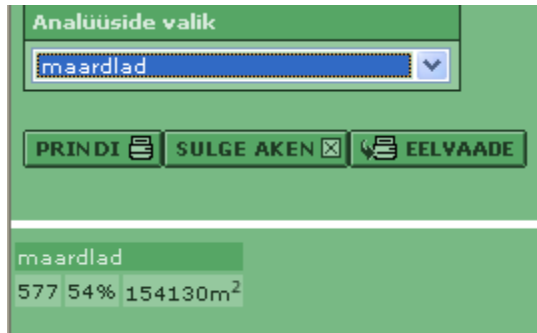 Analüüside valik
maardlad
PRINDI SULGE AKEN EELVAADE
maardlad
577 54% 154130m²